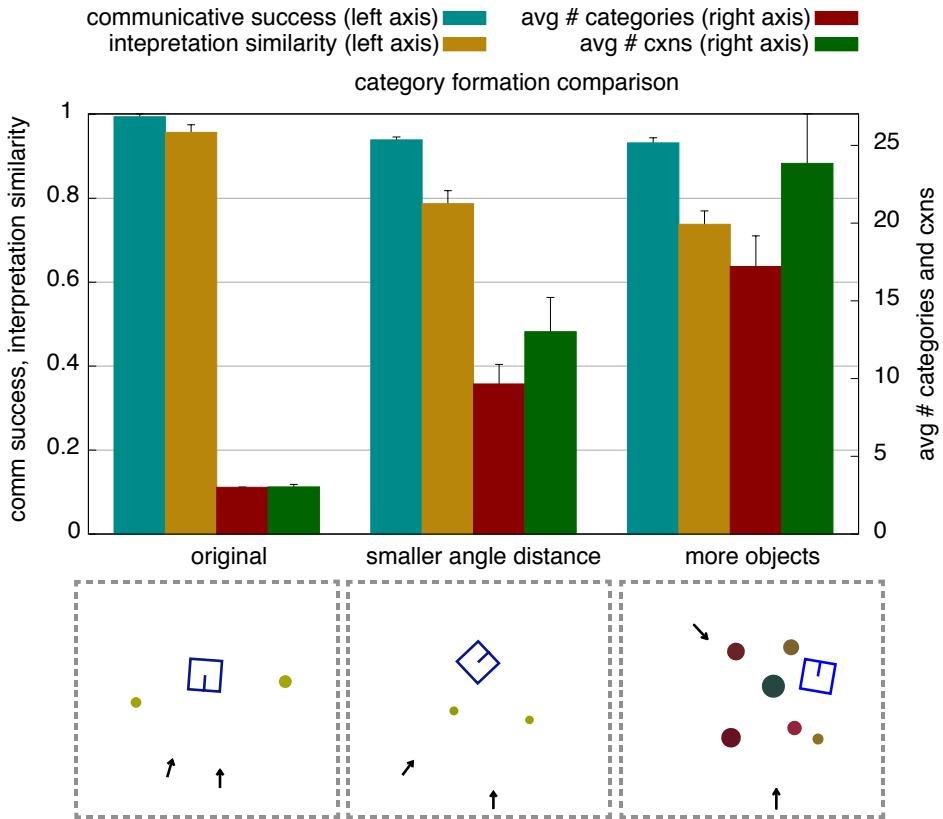 communicative success (left axis)
intepretation similarity (left axis)
avg # categories (right axis)
avg # cxns (right axis)
category formation comparison
comm success, interpretation similarity
1
0.8
0.6
0.4
0.2
0
25
20
15
10
5
0
avg # categories and cxns
original
smaller angle distance
more objects